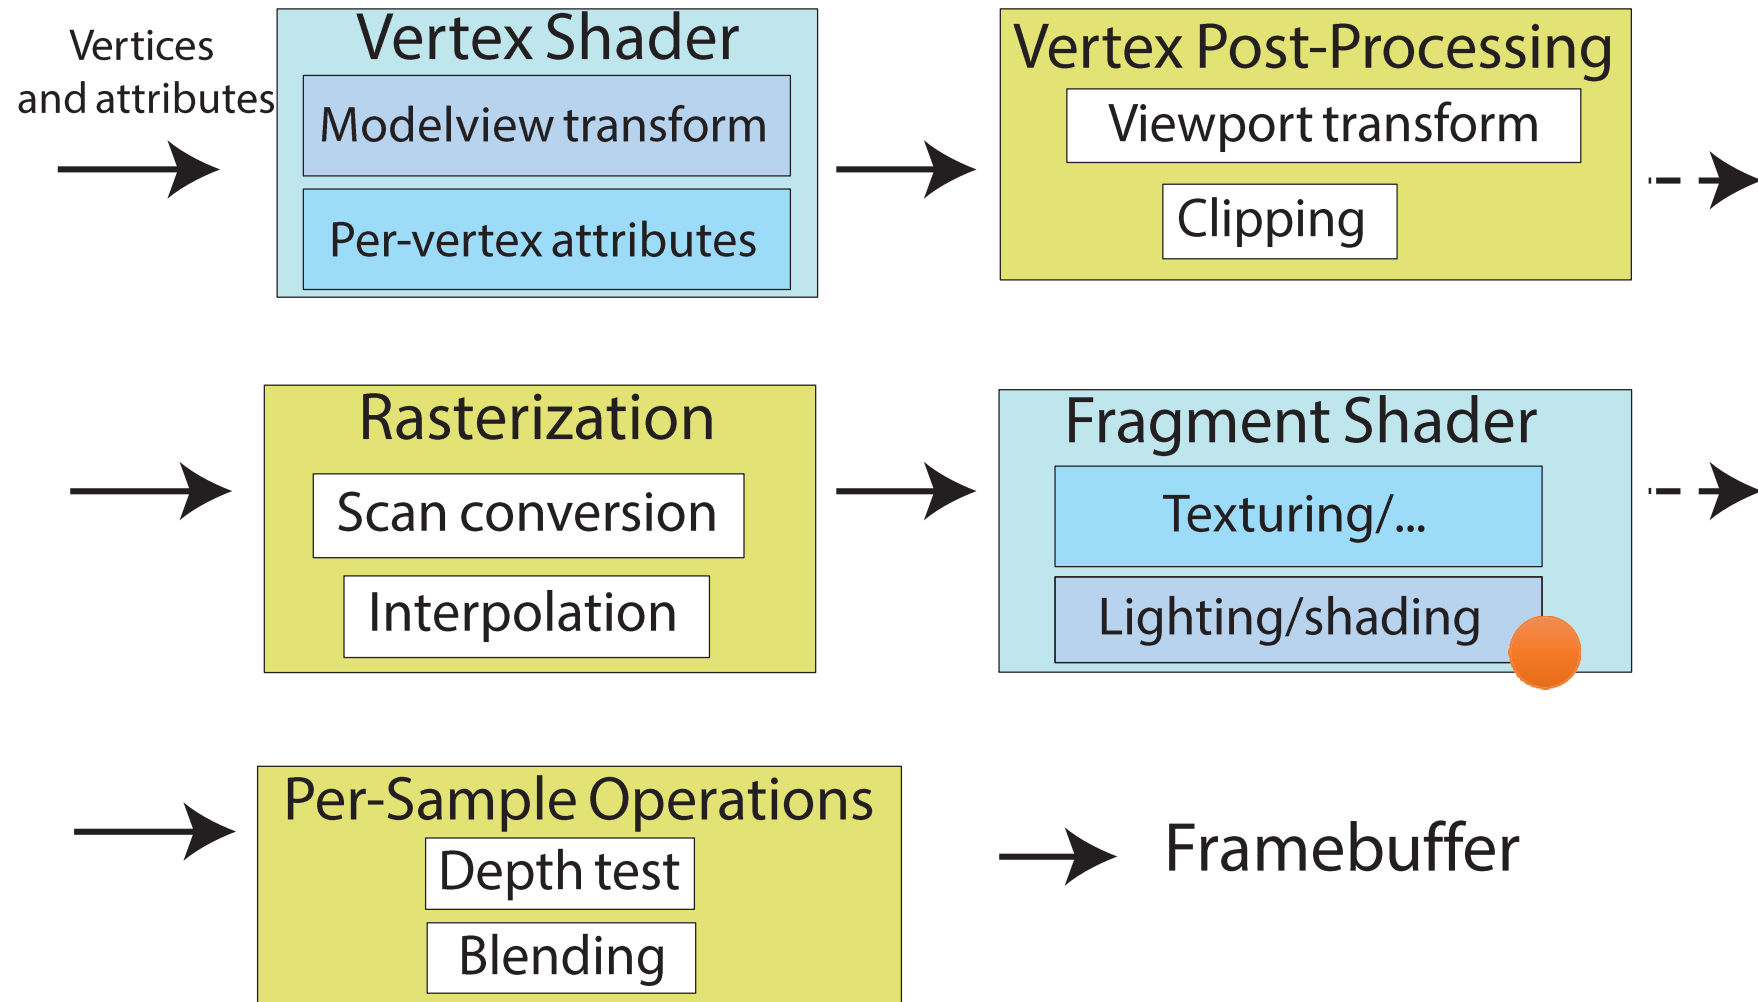 Vertices
and attributes
Vertex Shader
Modelview transform
Per-vertex attributes
Vertex Post-Processing
Viewport transform
Clipping
Rasterization
Scan conversion
Interpolation
Fragment Shader
Texturing/...
Lighting/shading
Per-Sample Operations
Depth test
Blending
Framebuffer